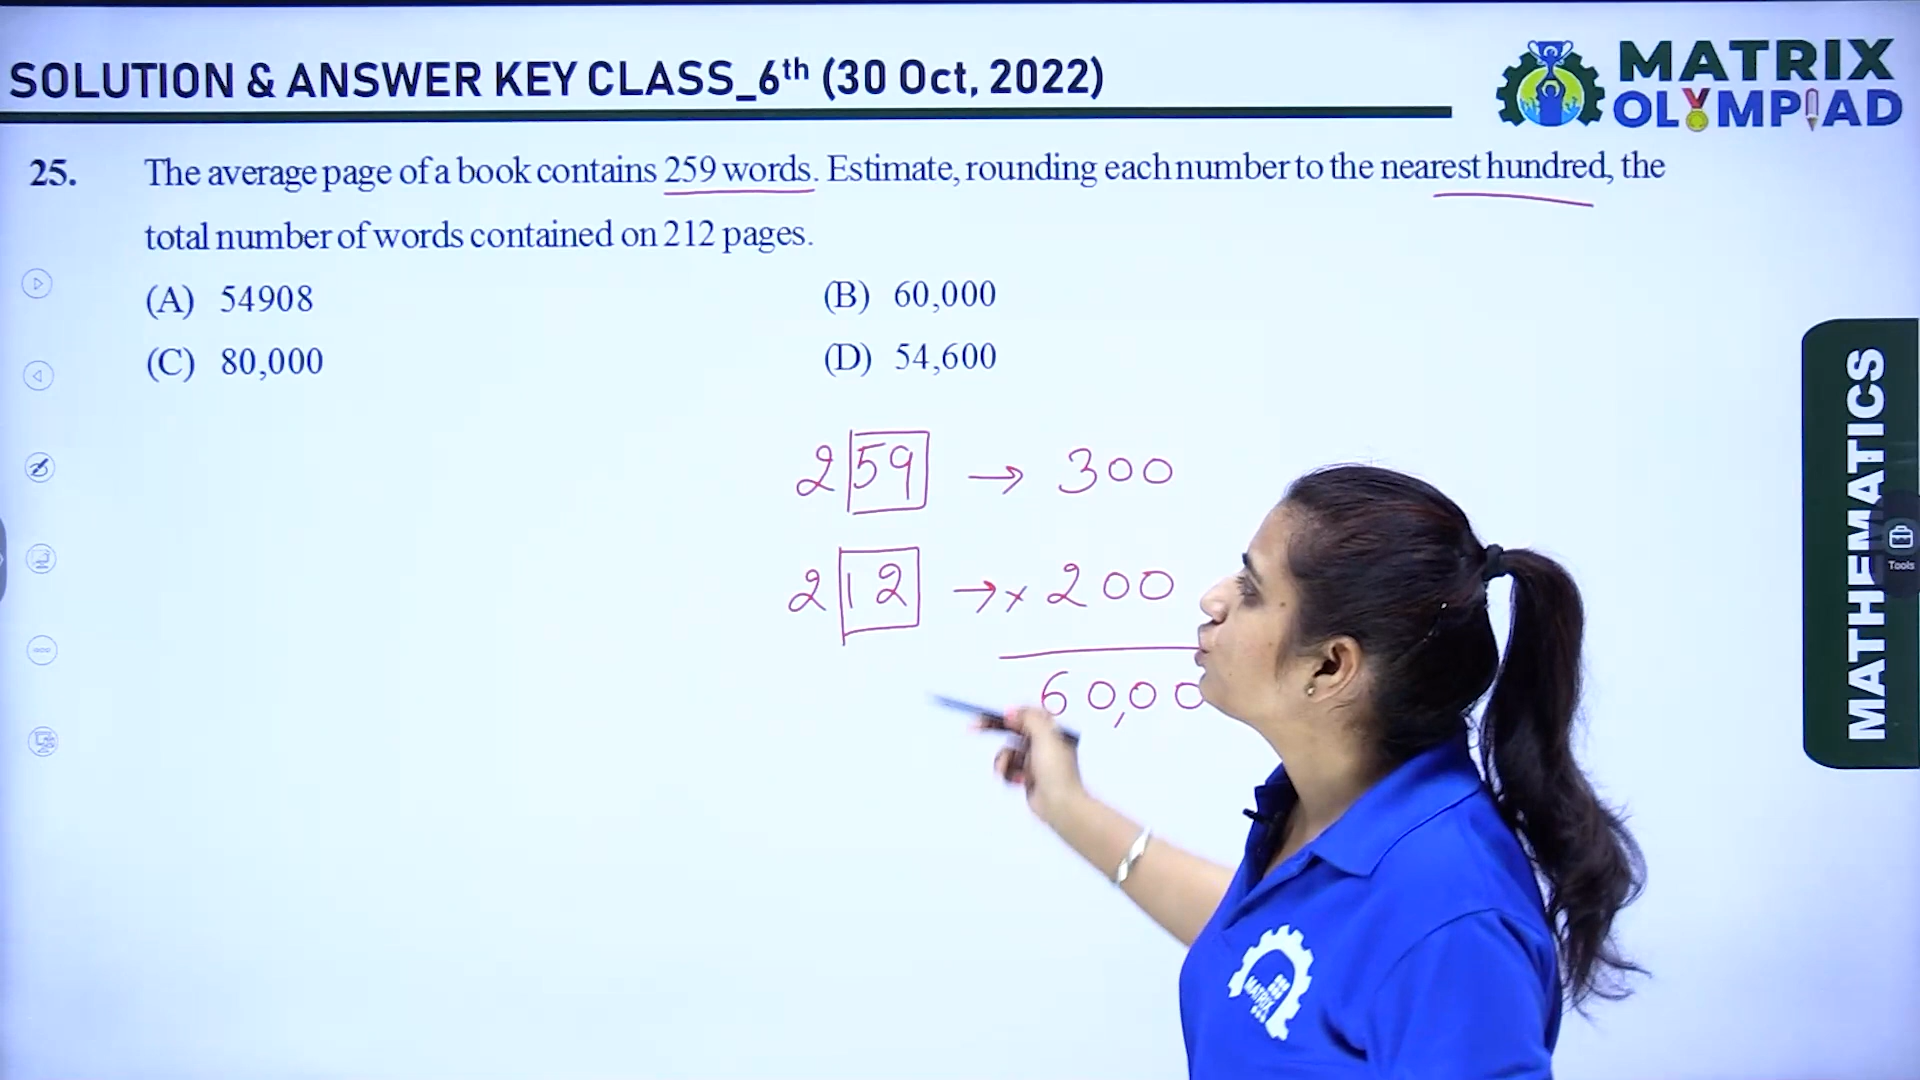 SOLUTION & ANSWER KEY CLASS_6th (30 Oct, 2022)
MATRIX
OLYMPIAD
25. The average page of a book contains 259 words. Estimate, rounding each number to the nearest hundred, the
total number of words contained on 212 pages.
(A) 54908 (B) 60,000
(C) 80,000 (D) 54,600
259 → 300
212 → × 200
60,00
MATHEMATICS
Tools
MATRIX